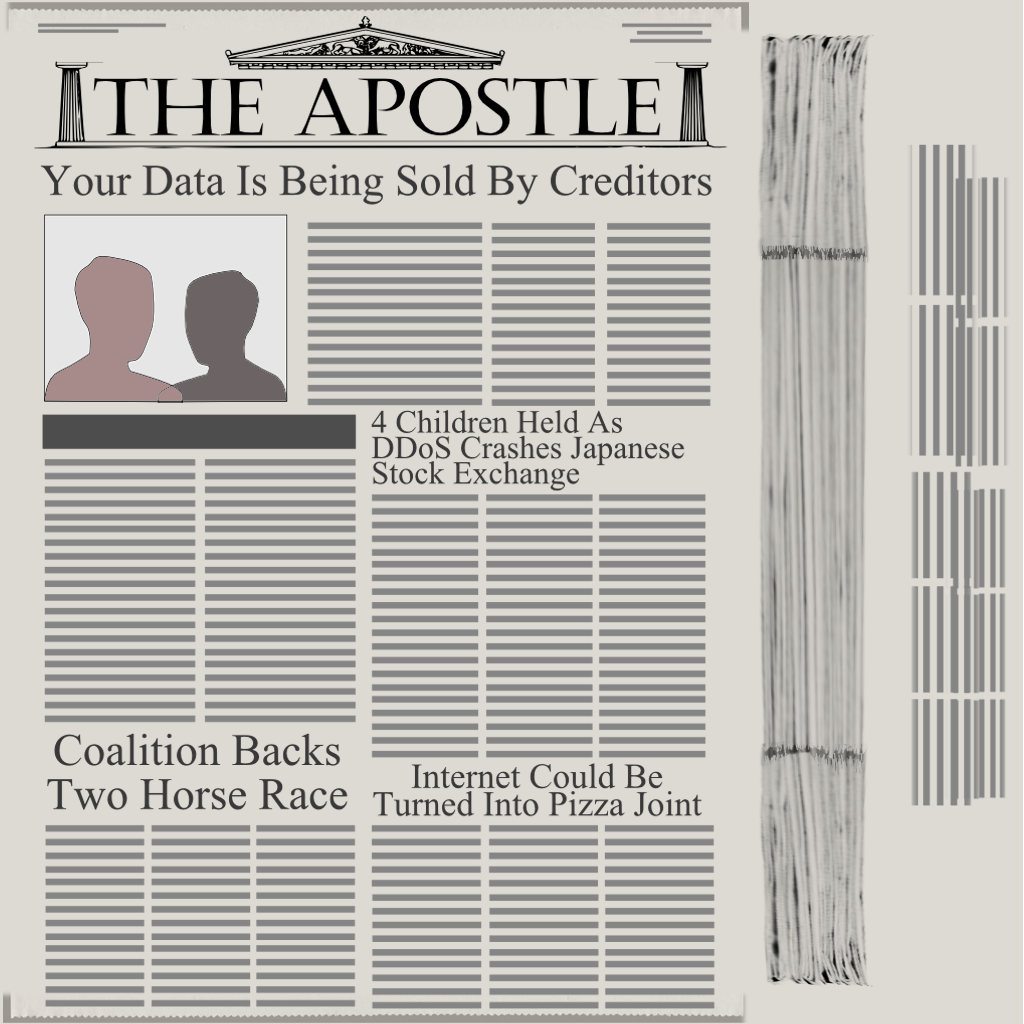 THE APOSTLE
Your Data Is Being Sold By Creditors
4 Children Held As
DDoS Crashes Japanese
Stock Exchange
Coalition Backs
Two Horse Race
Internet Could Be
Turned Into Pizza Joint